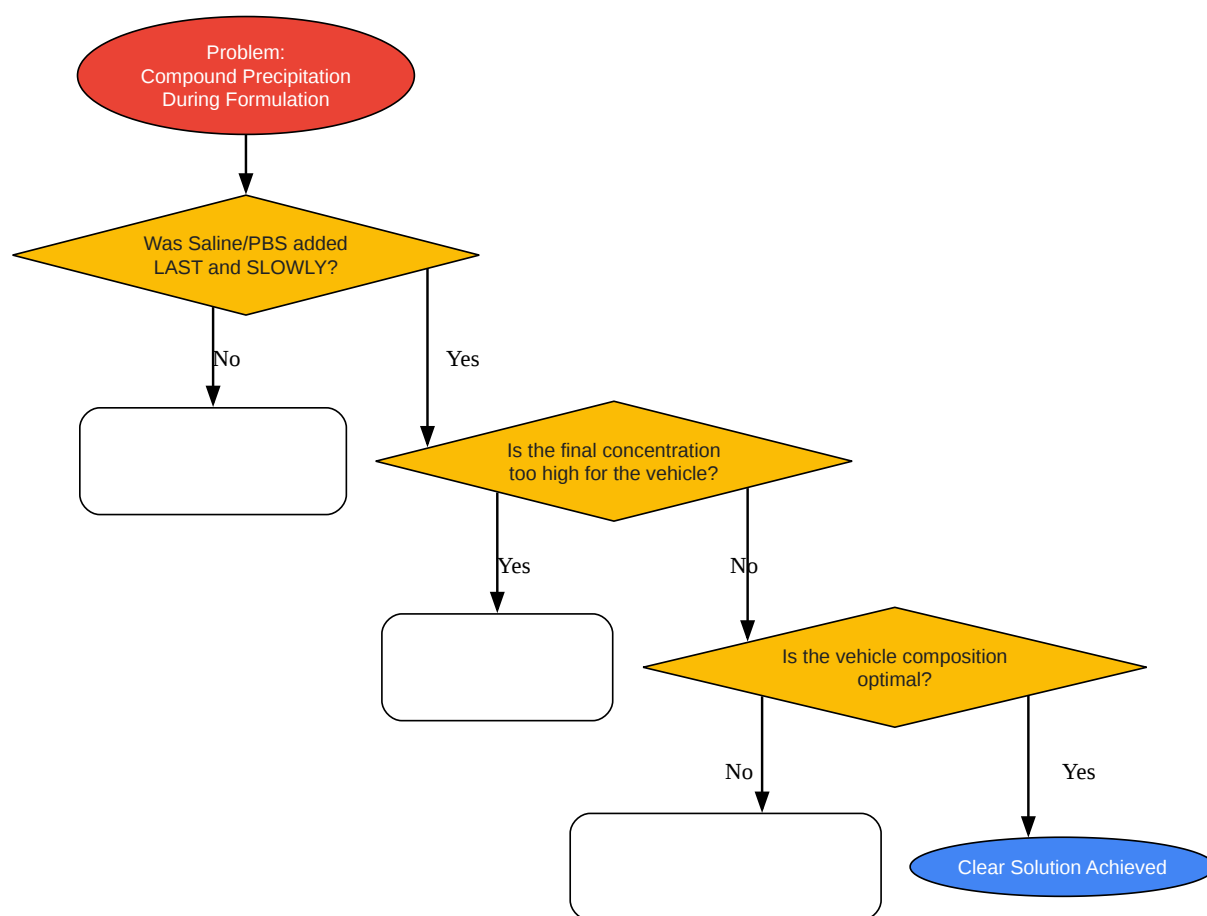 Problem:
Compound Precipitation
During Formulation
Was Saline/PBS added
LAST and SLOWLY?
No
Yes
Is the final concentration
too high for the vehicle?
Yes
No
Is the vehicle composition
optimal?
No
Yes
Clear Solution Achieved